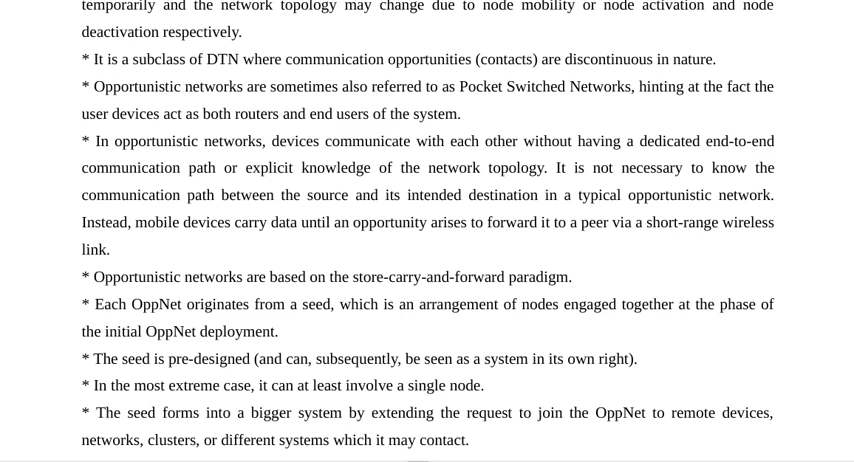 temporarily and the network topology may change due to node mobility or node activation and node
deactivation respectively.
* It is a subclass of DTN where communication opportunities (contacts) are discontinuous in nature.
* Opportunistic networks are sometimes also referred to as Pocket Switched Networks, hinting at the fact the
user devices act as both routers and end users of the system.
* In opportunistic networks, devices communicate with each other without having a dedicated end-to-end
communication path or explicit knowledge of the network topology. It is not necessary to know the
communication path between the source and its intended destination in a typical opportunistic network.
Instead, mobile devices carry data until an opportunity arises to forward it to a peer via a short-range wireless
link.
* Opportunistic networks are based on the store-carry-and-forward paradigm.
* Each OppNet originates from a seed, which is an arrangement of nodes engaged together at the phase of
the initial OppNet deployment.
* The seed is pre-designed (and can, subsequently, be seen as a system in its own right).
* In the most extreme case, it can at least involve a single node.
* The seed forms into a bigger system by extending the request to join the OppNet to remote devices,
networks, clusters, or different systems which it may contact.